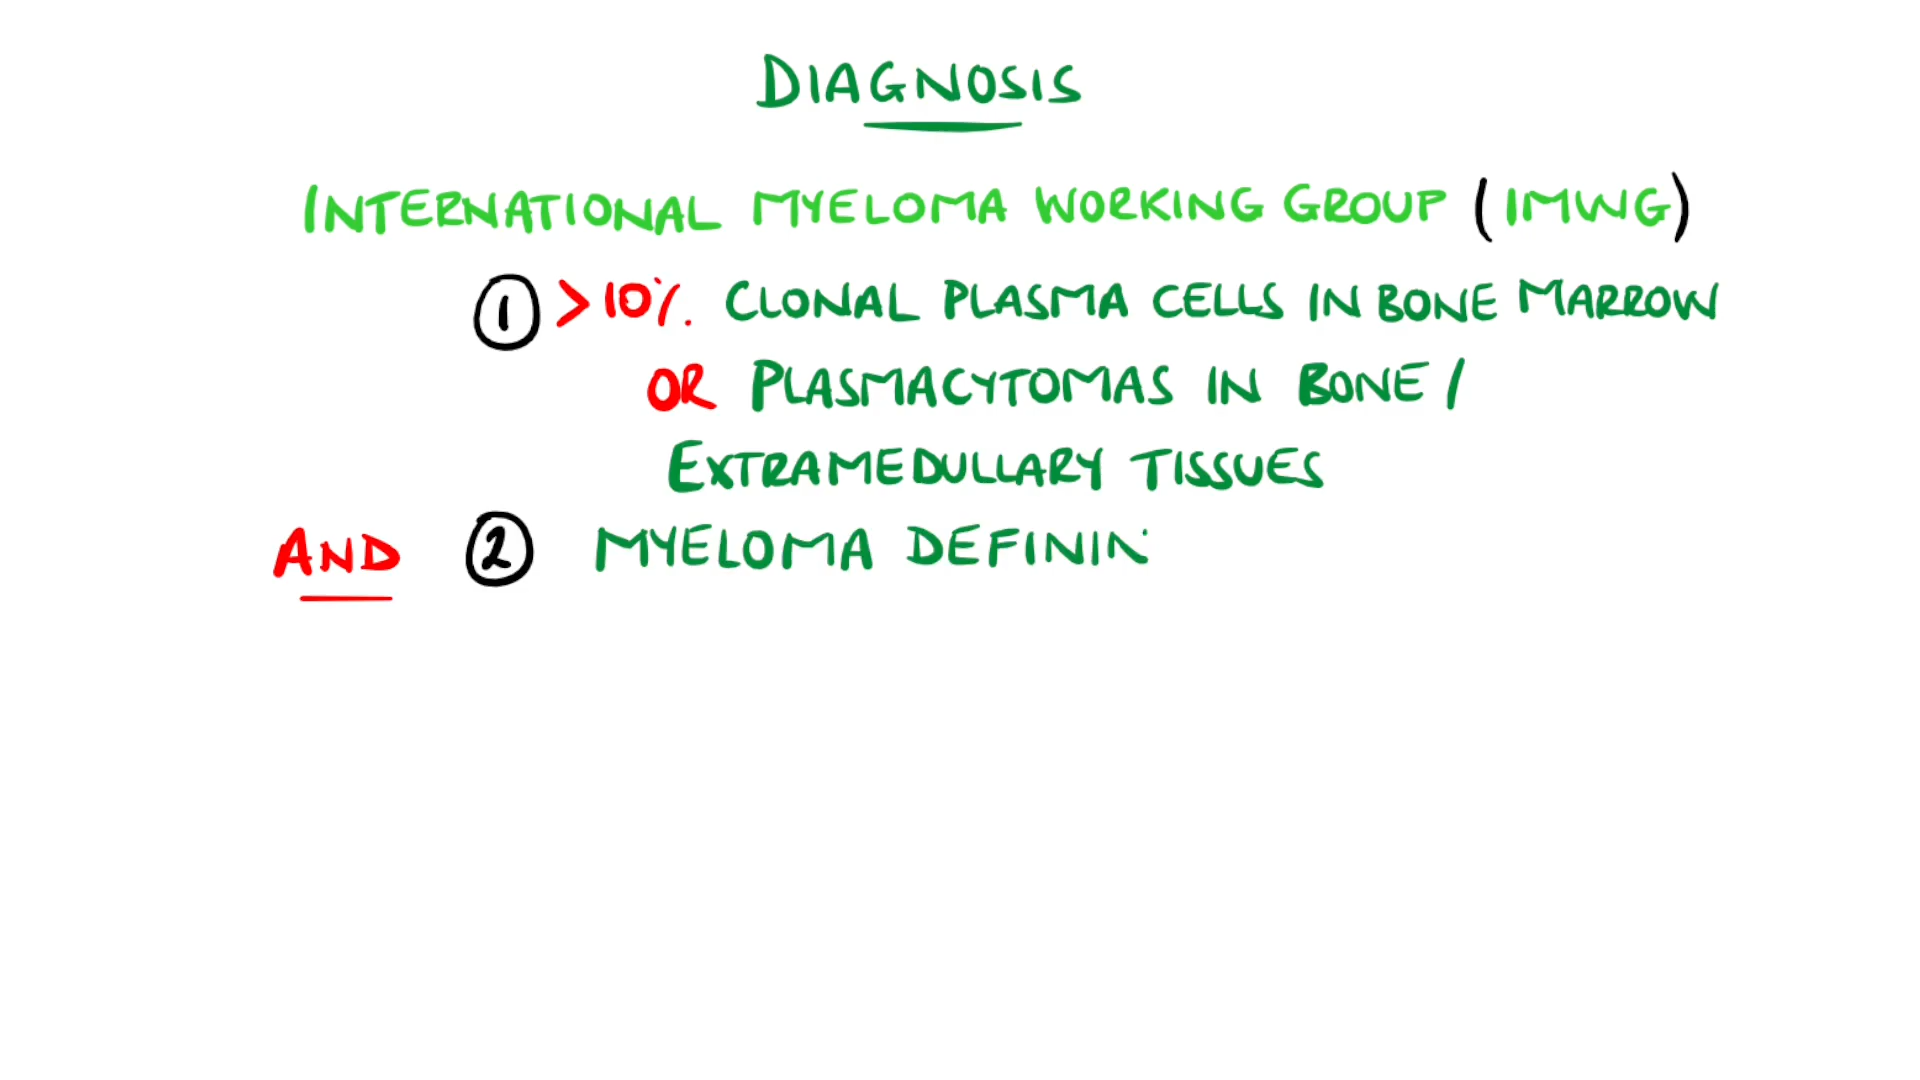 DIAGNOSIS
INTERNATIONAL MYELOMA WORKING GROUP (IMWG)
1 >10% CLONAL PLASMA CELLS IN BONE MARROW
OR PLASMACYTOMAS IN BONE /
EXTRAMEDULLARY TISSUES
AND 2 MYELOMA DEFININ